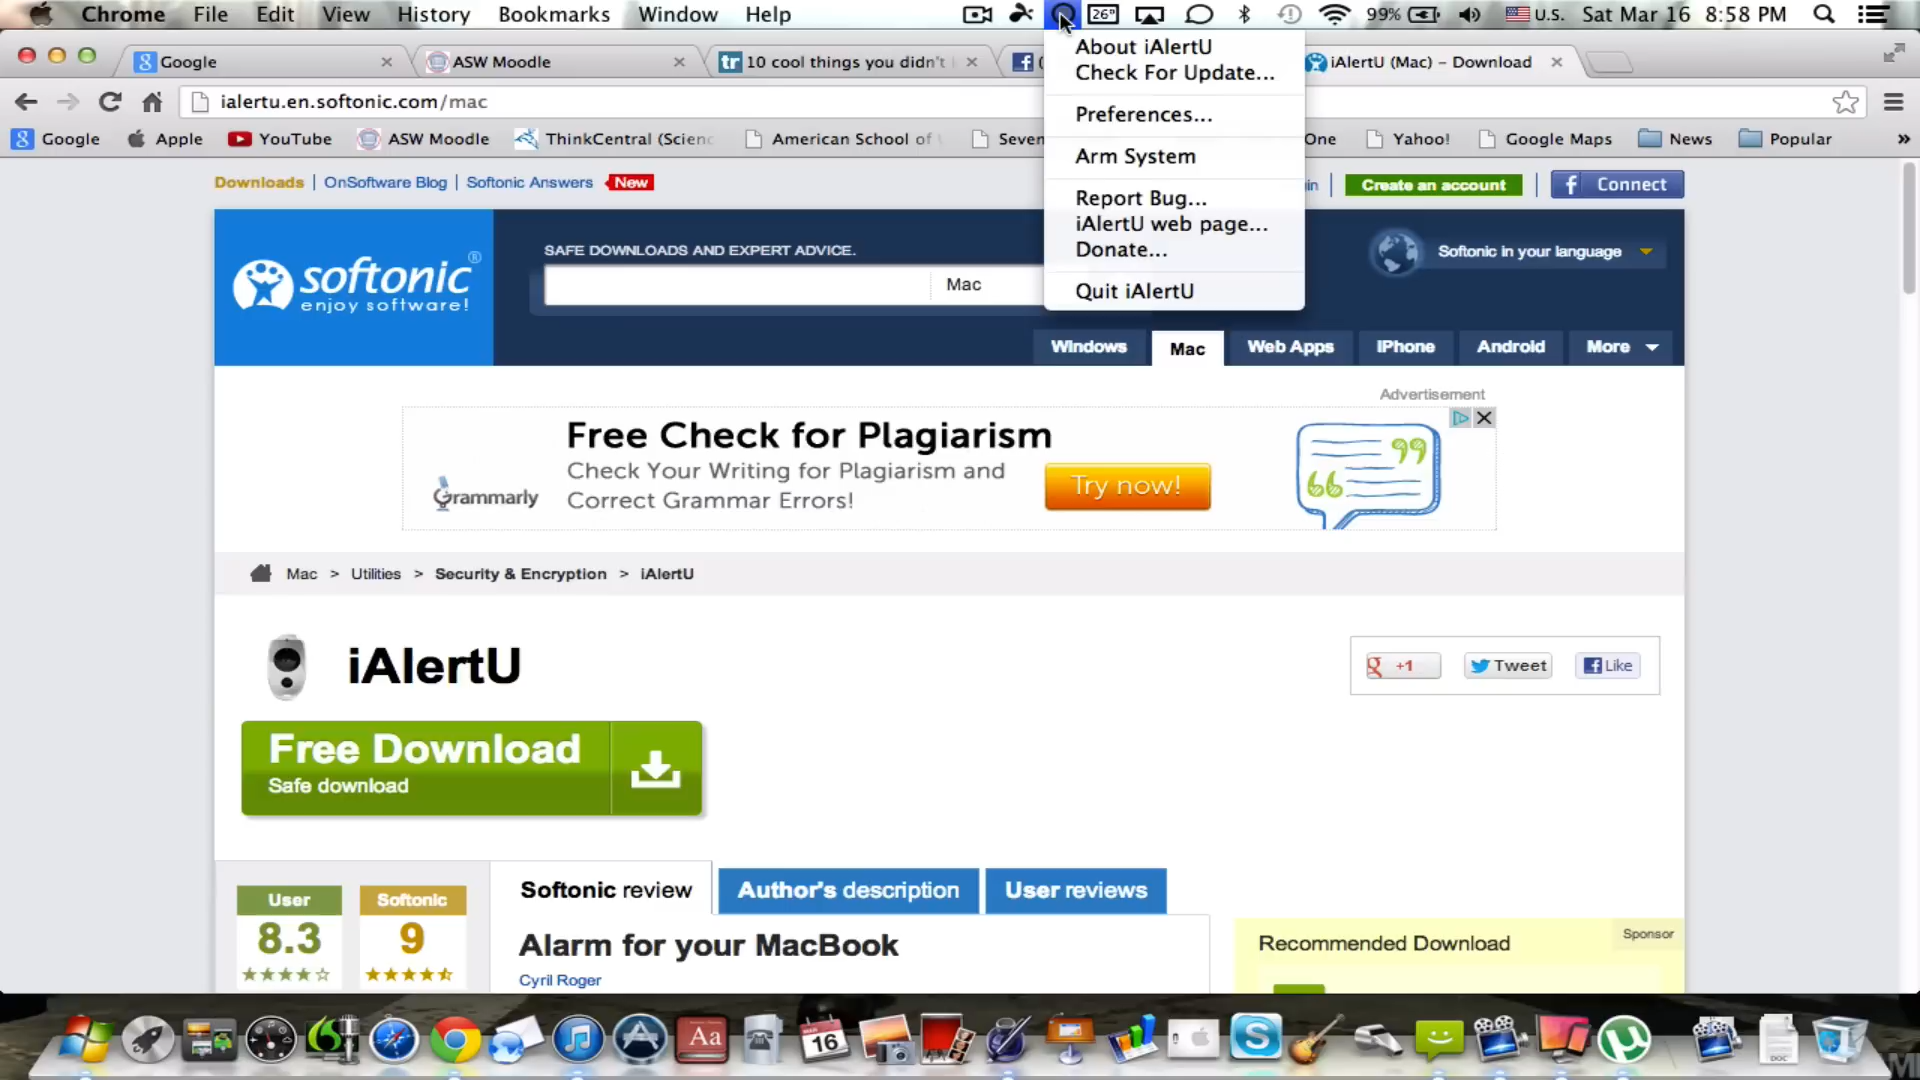 Chrome File Edit View History Bookmarks Window Help 26° 99% U.S. Sat Mar 16 8:58 PM
About iAlertU
Check For Update...
Preferences...
Arm System
Report Bug...
iAlertU web page...
Donate...
Quit iAlertU
Google ASW Moodle 10 cool things you didn't iAlertU (Mac) – Download
ialertu.en.softonic.com/mac
Google Apple YouTube ASW Moodle ThinkCentral (Scienc American School of Seven One Yahoo! Google Maps News Popular »
Downloads | OnSoftware Blog | Softonic Answers New in | Create an account | f Connect
softonic®
enjoy software!
SAFE DOWNLOADS AND EXPERT ADVICE.
Mac
Softonic in your language
Windows Mac Web Apps iPhone Android More
Advertisement
Free Check for Plagiarism
Check Your Writing for Plagiarism and
Correct Grammar Errors!
Grammarly
Try now!
Mac > Utilities > Security & Encryption > iAlertU
iAlertU
+1 Tweet Like
Free Download
Safe download
User
8.3
Softonic
9
Softonic review Author's description User reviews
Alarm for your MacBook
Cyril Roger
Sponsor
Recommended Download
Aa
MAR
16
DOC